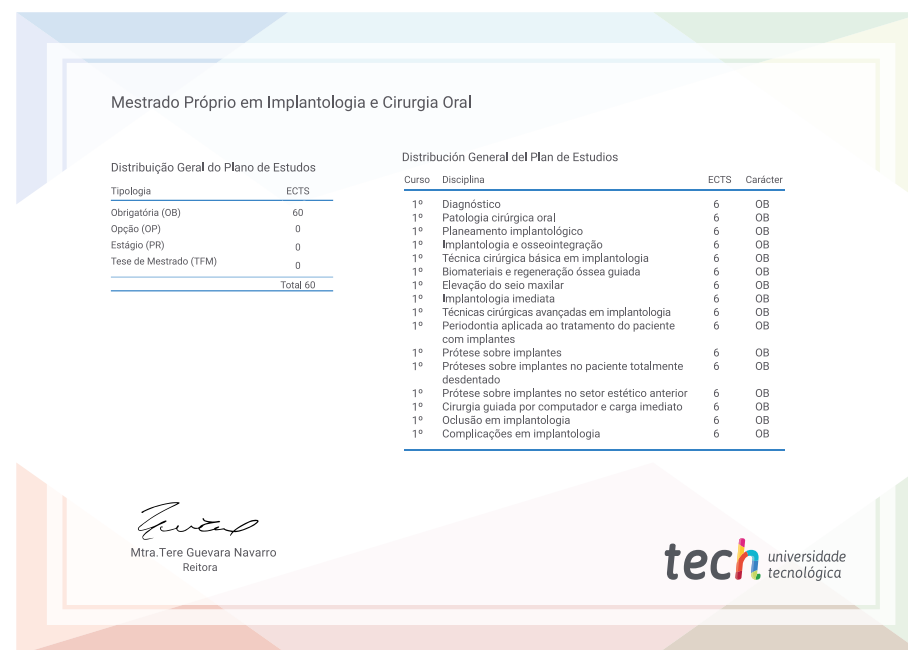 Mestrado Próprio em Implantologia e Cirurgia Oral
Distribuição Geral do Plano de Estudos
Tipologia ECTS
Obrigatória (OB) 60
Opção (OP) 0
Estágio (PR) 0
Tese de Mestrado (TFM) 0
Total 60
Distribución General del Plan de Estudios
Curso Disciplina ECTS Carácter
1º Diagnóstico 6 OB
1º Patologia cirúrgica oral 6 OB
1º Planeamento implantológico 6 OB
1º Implantologia e osseointegração 6 OB
1º Técnica cirúrgica básica em implantologia 6 OB
1º Biomateriais e regeneração óssea guiada 6 OB
1º Elevação do seio maxilar 6 OB
1º Implantologia imediata 6 OB
1º Técnicas cirúrgicas avançadas em implantologia 6 OB
1º Periodontia aplicada ao tratamento do paciente 6 OB
com implantes
1º Prótese sobre implantes 6 OB
1º Próteses sobre implantes no paciente totalmente 6 OB
desdentado
1º Prótese sobre implantes no setor estético anterior 6 OB
1º Cirurgia guiada por computador e carga imediato 6 OB
1º Oclusão em implantologia 6 OB
1º Complicações em implantologia 6 OB
Mtra.Tere Guevara Navarro
Reitora
tech universidade
tecnológica